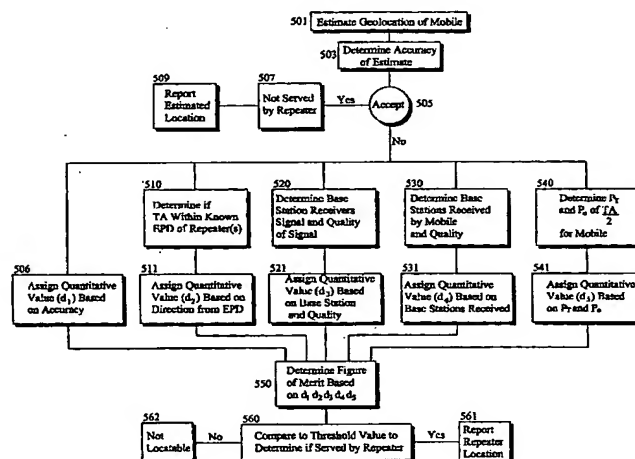 501
Estimate Geolocation of Mobile
503
Determine Accuracy
of Estimate
509
Report
Estimated
Location
507
Not Served
by Repeater
Yes
Accept
505
No
510
Determine if
TA Within Known
EPD of Repeater(s)
520
Determine Base
Station Receivers
Signal and Quality
of Signal
530
Determine Base
Stations Received
by Mobile
and Quality
540
Determine PT
and Po of TA
2
for Mobile
506
Assign Quantitative
Value (d1) Based
on Accuracy
511
Assign Quantitative
Value (d2) Based on
Direction from EPD
521
Assign Quantitative
Value (d3) Based
on Base Station
and Quality
531
Assign Quantitative
Value (d4) Based on
Base Stations Received
541
Assign Quantitative
Value (d5) Based
on PT and Po
550
Determine Figure
of Merit Based
on d1 d2 d3 d4 d5
562
Not
Locatable
No
560
Compare to Threshold Value to
Determine if Served by Repeater
Yes
561
Report
Repeater
Location